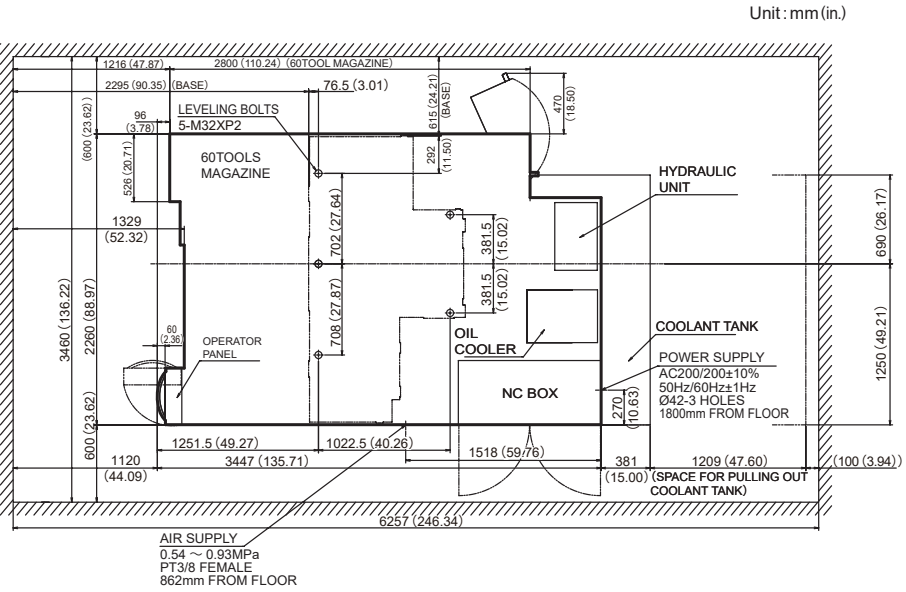 Unit : mm (in.)
1216 (47.87)
2800 (110.24) (60TOOL MAGAZINE)
2295 (90.35) (BASE)
76.5 (3.01)
615 (24.21)
(BASE)
470
(18.50)
96
(3.78)
LEVELING BOLTS
5-M32XP2
(600 (23.62))
526 (20.71)
60TOOLS
MAGAZINE
292
(11.50)
HYDRAULIC
UNIT
1329
(52.32)
702 (27.64)
381.5
(15.02)
690 (26.17)
3460 (136.22)
2260 (88.97)
381.5
(15.02)
708 (27.87)
60
(2.36)
OPERATOR
PANEL
OIL
COOLER
COOLANT TANK
1250 (49.21)
POWER SUPPLY
AC200/200±10%
50Hz/60Hz±1Hz
Ø42-3 HOLES
1800mm FROM FLOOR
NC BOX
270
(10.63)
600 (23.62)
1251.5 (49.27)
1022.5 (40.26)
1518 (59.76)
1120
(44.09)
3447 (135.71)
381
(15.00)
1209 (47.60)
(100 (3.94)
(SPACE FOR PULLING OUT
COOLANT TANK)
6257 (246.34)
AIR SUPPLY
0.54 ~ 0.93MPa
PT3/8 FEMALE
862mm FROM FLOOR